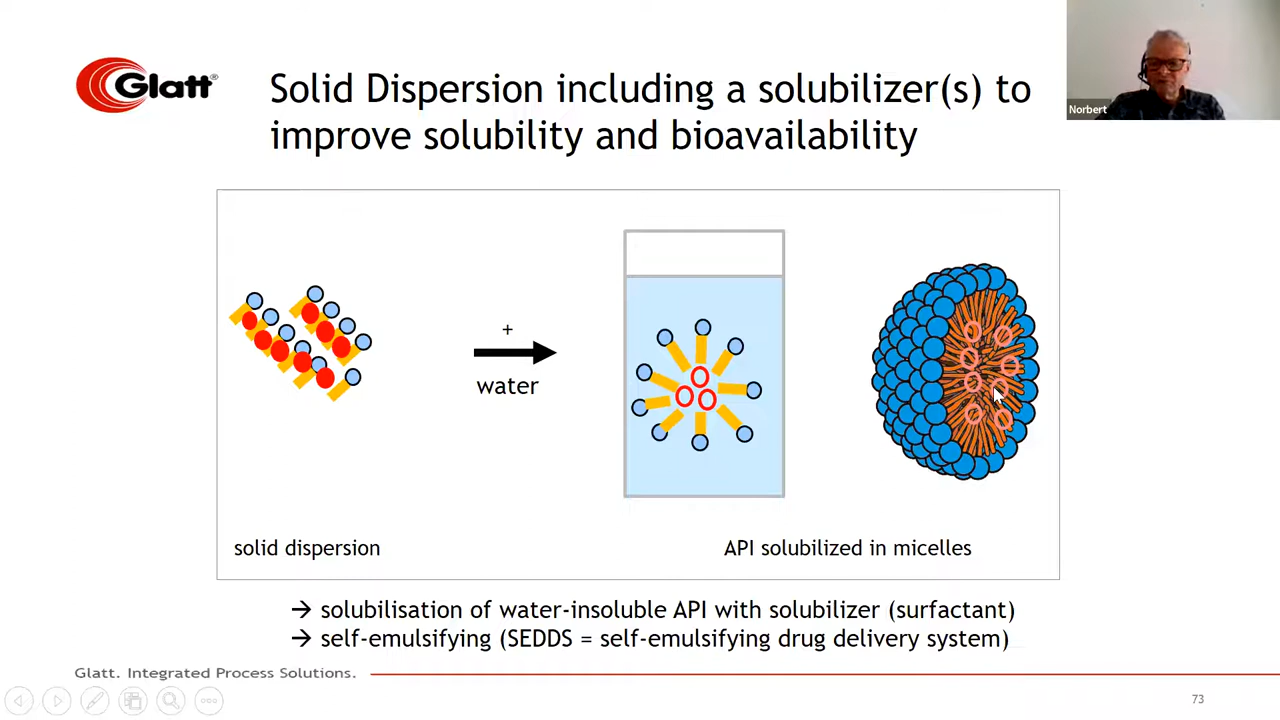 Glatt®
Solid Dispersion including a solubilizer(s) to
improve solubility and bioavailability
Norbert
+
water
solid dispersion
API solubilized in micelles
→ solubilisation of water-insoluble API with solubilizer (surfactant)
→ self-emulsifying (SEDDS = self-emulsifying drug delivery system)
Glatt. Integrated Process Solutions.
73